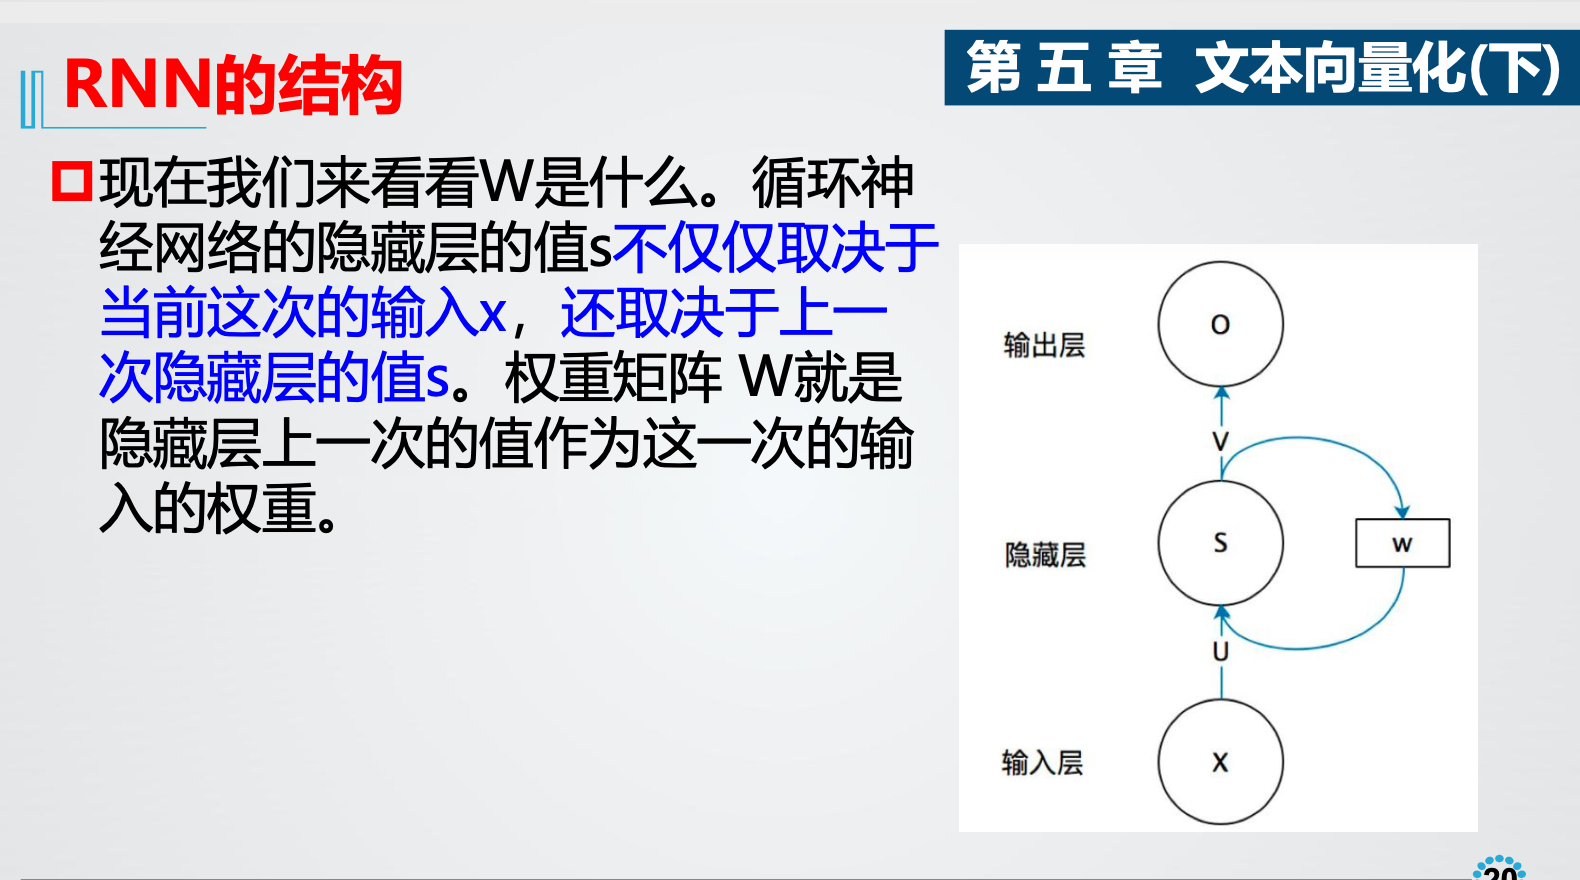 RNN的结构
第 五 章 文本向量化(下)
现在我们来看看W是什么。循环神
经网络的隐藏层的值s不仅仅取决于
当前这次的输入x，还取决于上一
次隐藏层的值s。权重矩阵 W就是
隐藏层上一次的值作为这一次的输
入的权重。
输出层
O
V
隐藏层
S
W
U
输入层
X
20